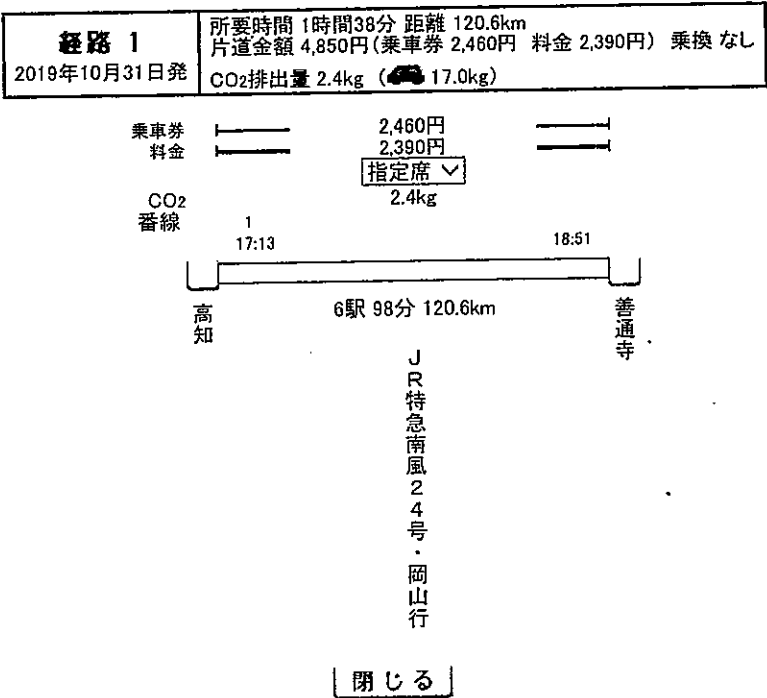 経路 1
2019年10月31日発
所要時間 1時間38分 距離 120.6km
片道金額 4,850円(乗車券 2,460円 料金 2,390円) 乗換 なし
CO2排出量 2.4kg ( 17.0kg)
乗車券 2,460円
料金 2,390円
指定席
CO2 2.4kg
番線 1
17:13 18:51
6駅 98分 120.6km
高知
善通寺
JR特急南風24号・岡山行
閉じる